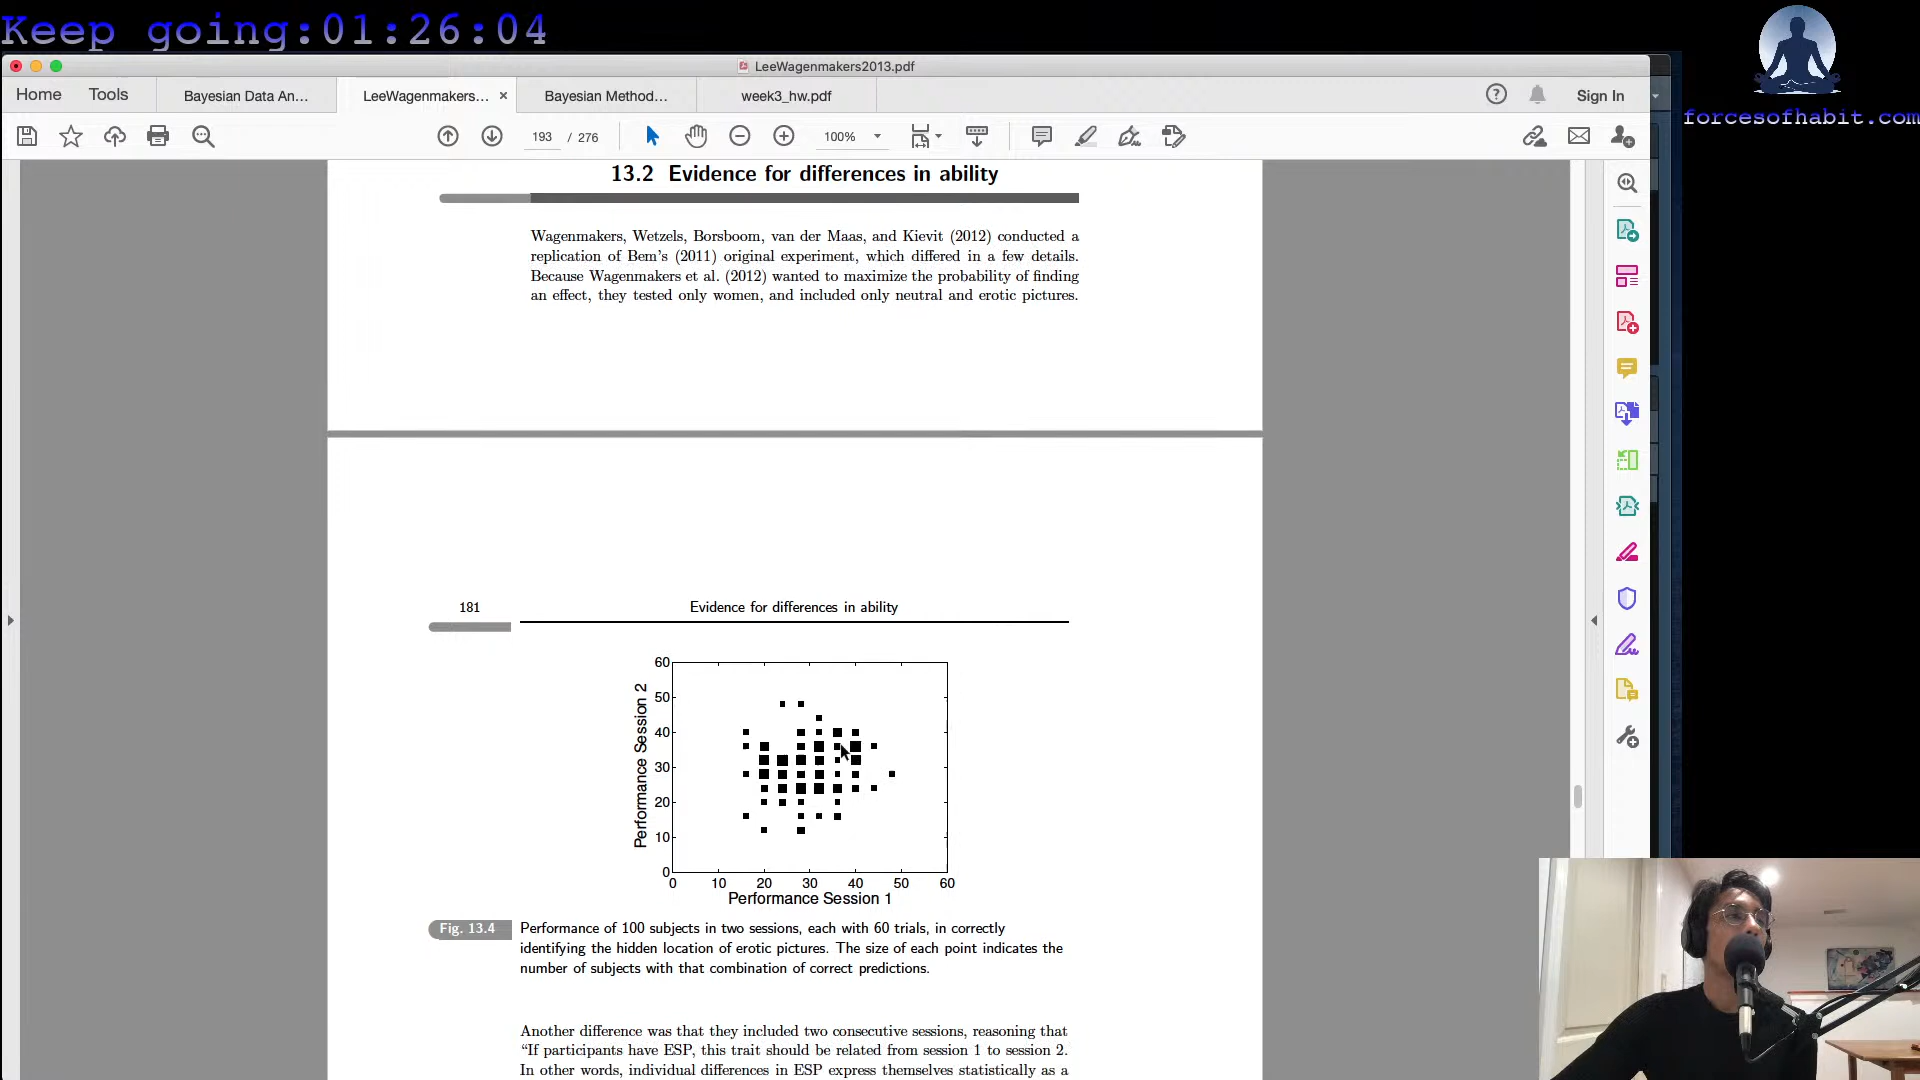 Keep going:01:26:04
forcesofhabit.com
LeeWagenmakers2013.pdf
Home Tools Bayesian Data An... LeeWagenmakers... × Bayesian Method... week3_hw.pdf Sign In
193 / 276 100%
13.2 Evidence for differences in ability
Wagenmakers, Wetzels, Borsboom, van der Maas, and Kievit (2012) conducted a
replication of Bem's (2011) original experiment, which differed in a few details.
Because Wagenmakers et al. (2012) wanted to maximize the probability of finding
an effect, they tested only women, and included only neutral and erotic pictures.
181 Evidence for differences in ability
Performance Session 2
60
50
40
30
20
10
0
0 10 20 30 40 50 60
Performance Session 1
Fig. 13.4 Performance of 100 subjects in two sessions, each with 60 trials, in correctly
identifying the hidden location of erotic pictures. The size of each point indicates the
number of subjects with that combination of correct predictions.
Another difference was that they included two consecutive sessions, reasoning that
“If participants have ESP, this trait should be related from session 1 to session 2.
In other words, individual differences in ESP express themselves statistically as a